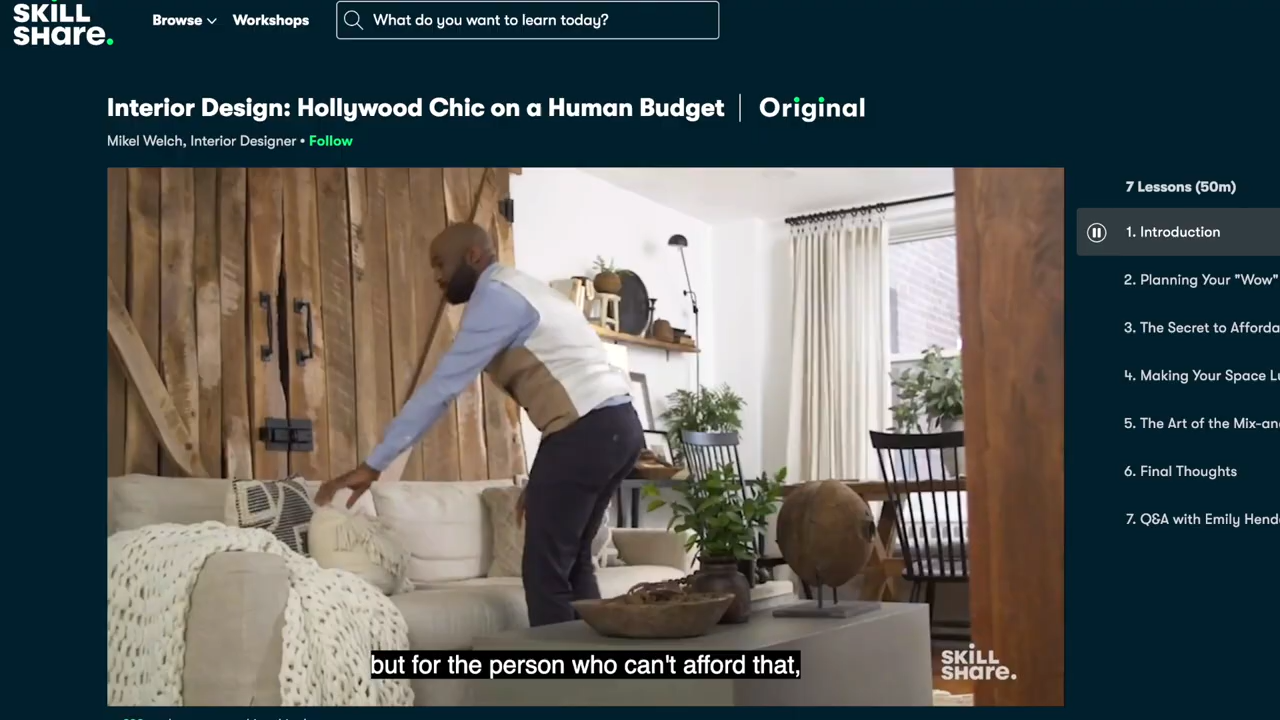 SKILL
SHARE.
Browse
Workshops
What do you want to learn today?
Interior Design: Hollywood Chic on a Human Budget | Original
Mikel Welch, Interior Designer • Follow
7 Lessons (50m)
1. Introduction
2. Planning Your "Wow"
3. The Secret to Afforda
4. Making Your Space Lu
5. The Art of the Mix-an
6. Final Thoughts
7. Q&A with Emily Hende
but for the person who can't afford that,
SKILL
SHARE.